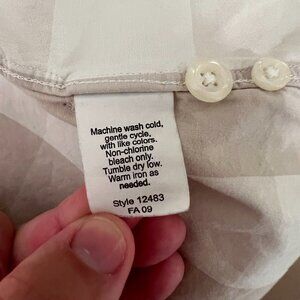 Machine wash cold,
gentle cycle,
with like colors.
Non-chlorine
bleach only.
Tumble dry low.
Warm iron as
needed.
Style 12483
FA 09